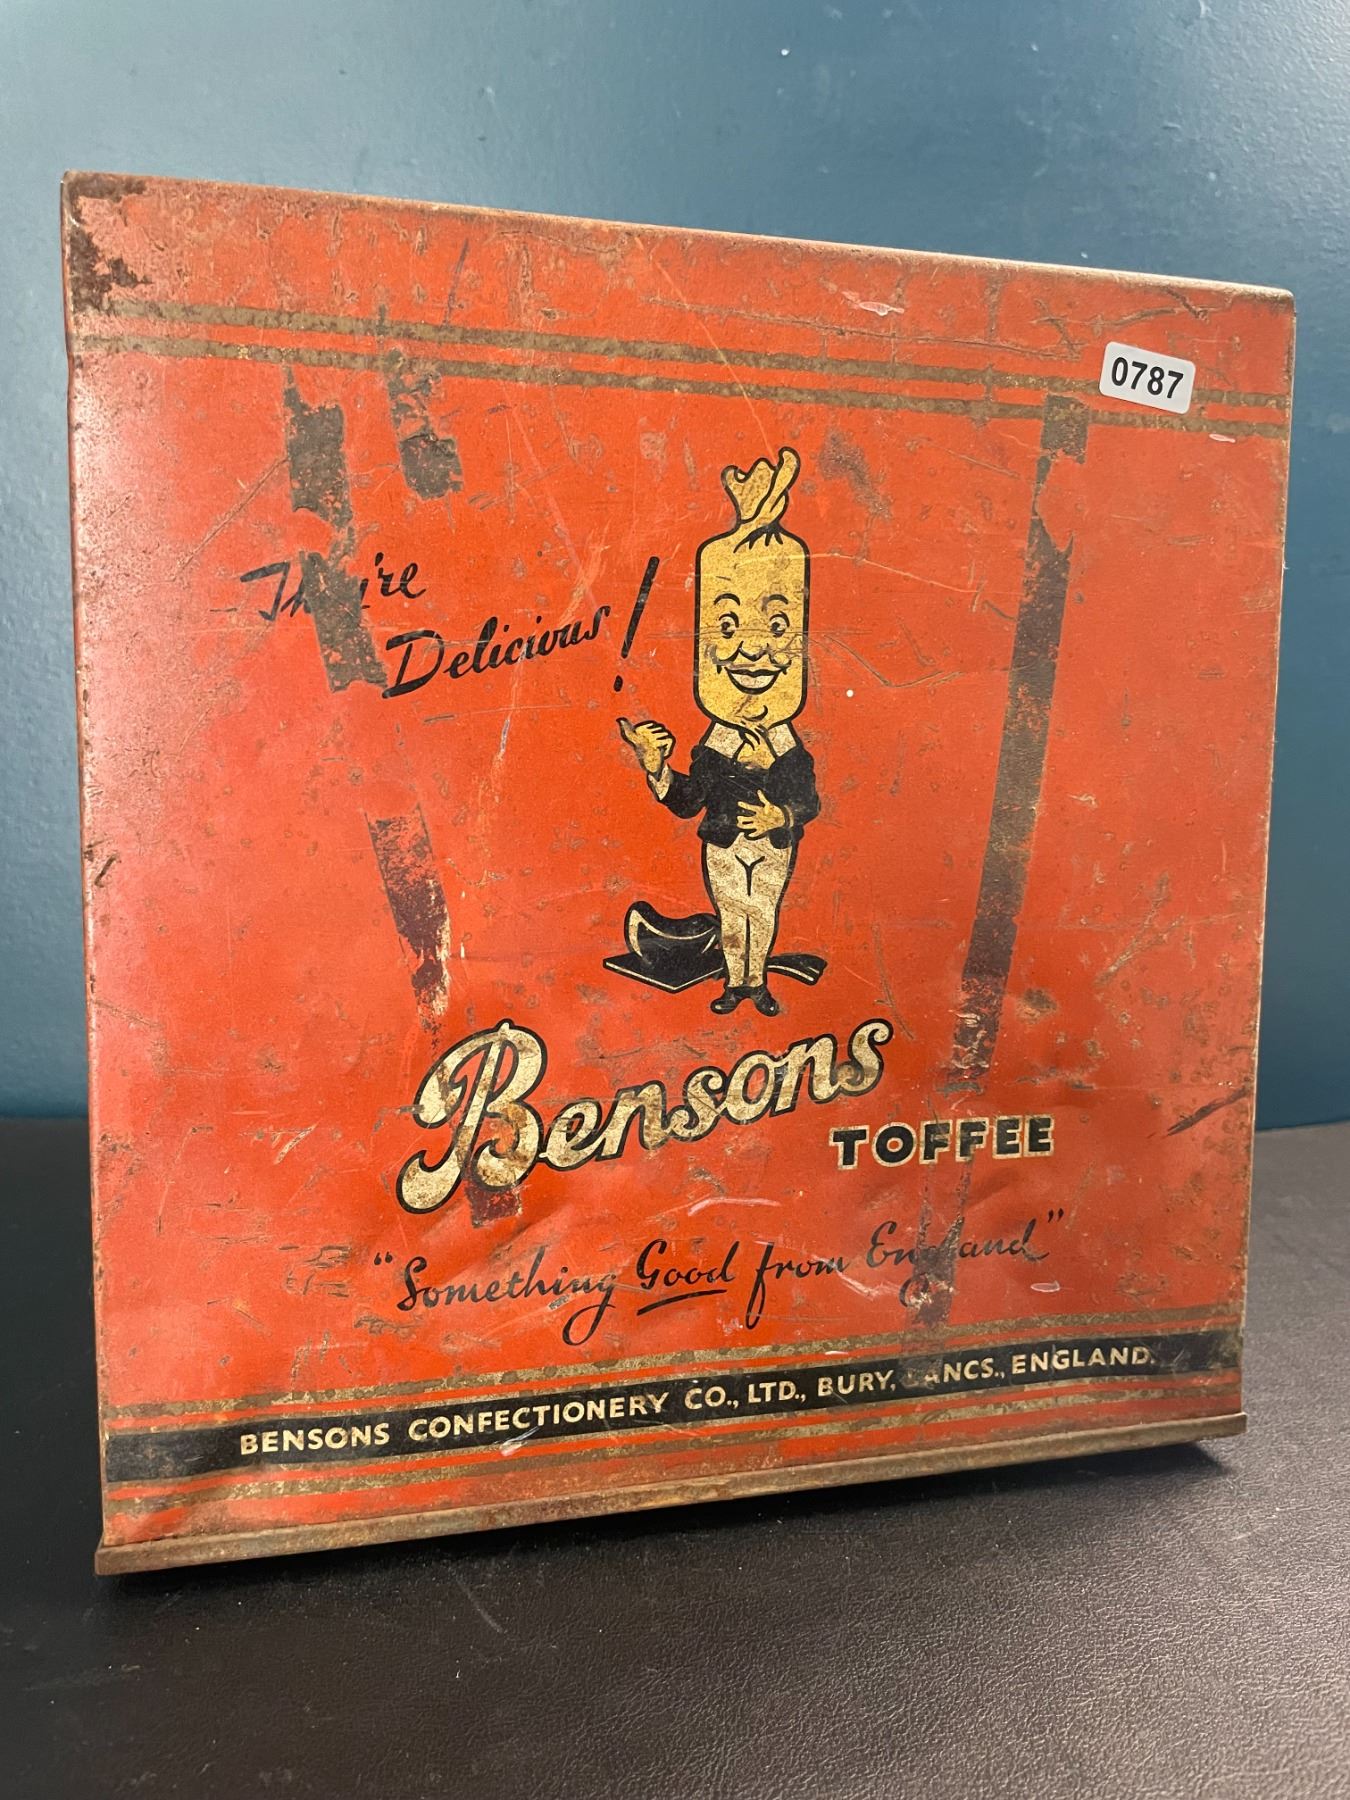 0787
They're
Delicious!
Bensons
TOFFEE
"Something Good from England"
BENSONS CONFECTIONERY CO., LTD., BURY, LANCS., ENGLAND.